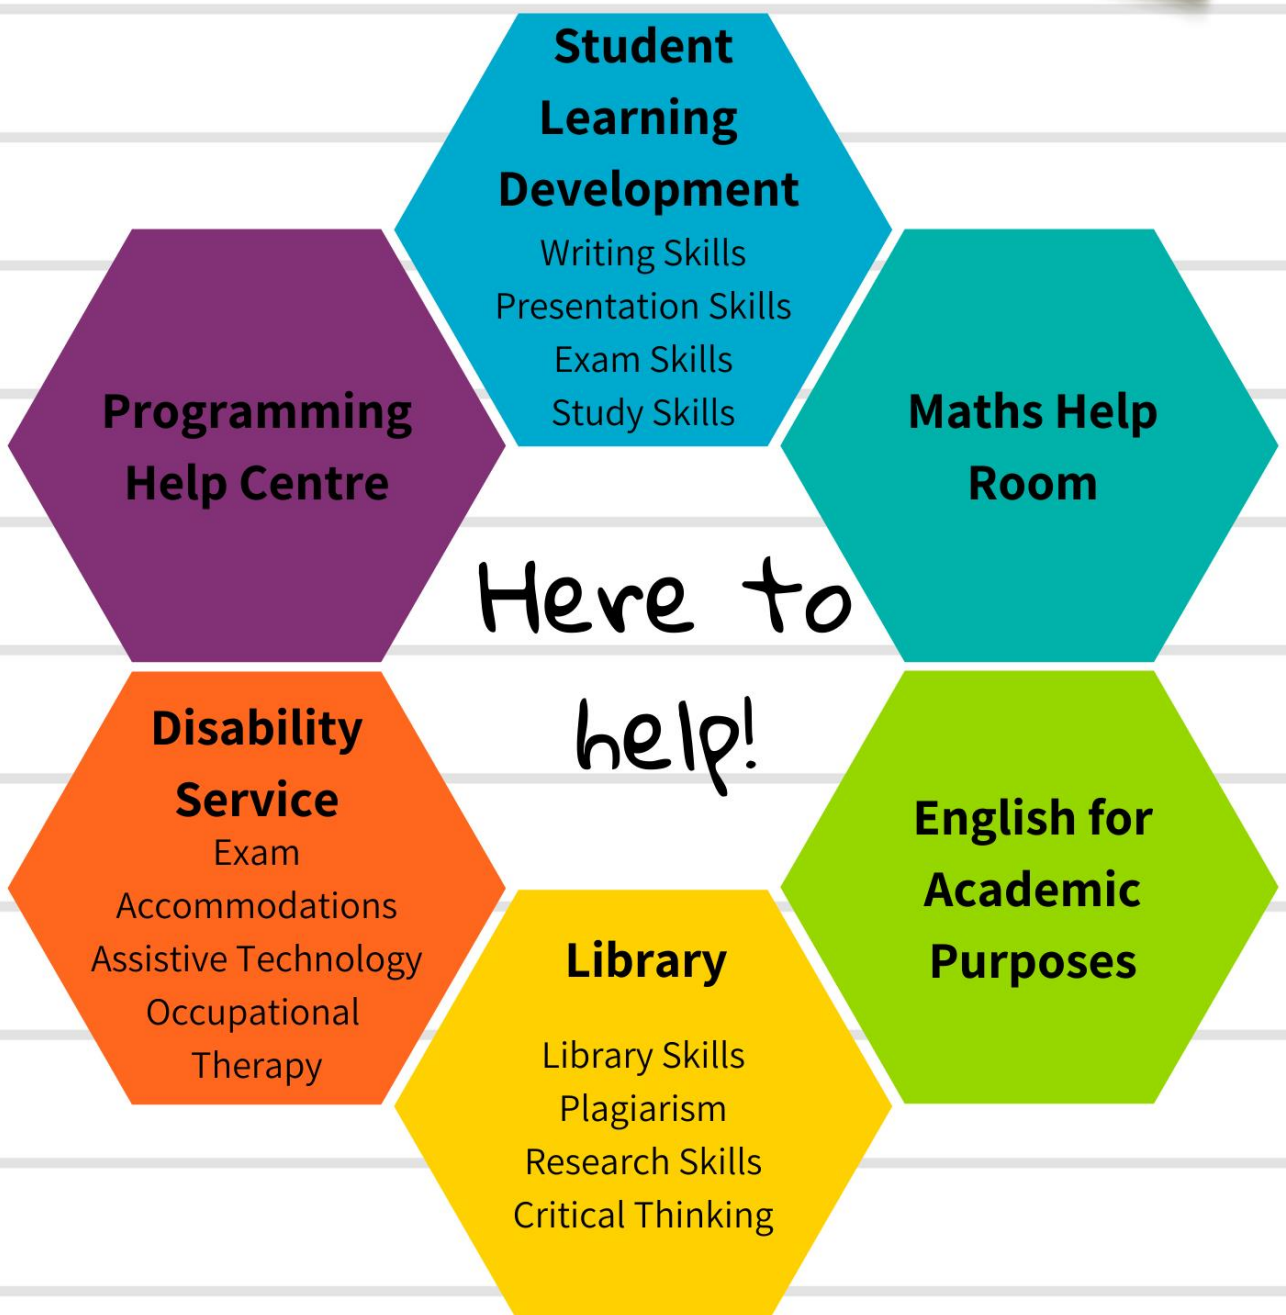 Student
Learning
Development
Writing Skills
Presentation Skills
Exam Skills
Study Skills
Programming
Help Centre
Maths Help
Room
Here to
help!
Disability
Service
Exam
Accommodations
Assistive Technology
Occupational
Therapy
English for
Academic
Purposes
Library
Library Skills
Plagiarism
Research Skills
Critical Thinking